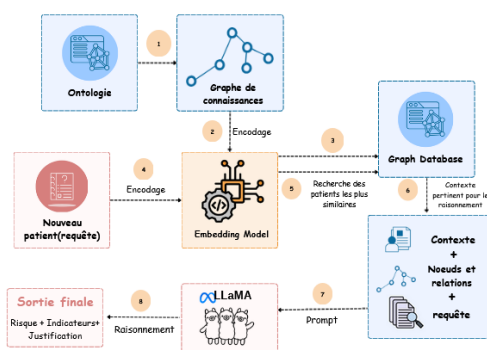 1
Ontologie
Graphe de
connaissances
2
Encodage
3
Graph Database
4
Encodage
Nouveau
patient(requête)
Embedding Model
5
Recherche des
patients les plus
similaires
6
Contexte
pertinent pour le
raisonnement
Contexte
+
Noeuds et
relations
+
requête
7
Prompt
LLaMA
8
Raisonnement
Sortie finale
Risque + Indicateurs+
Justification